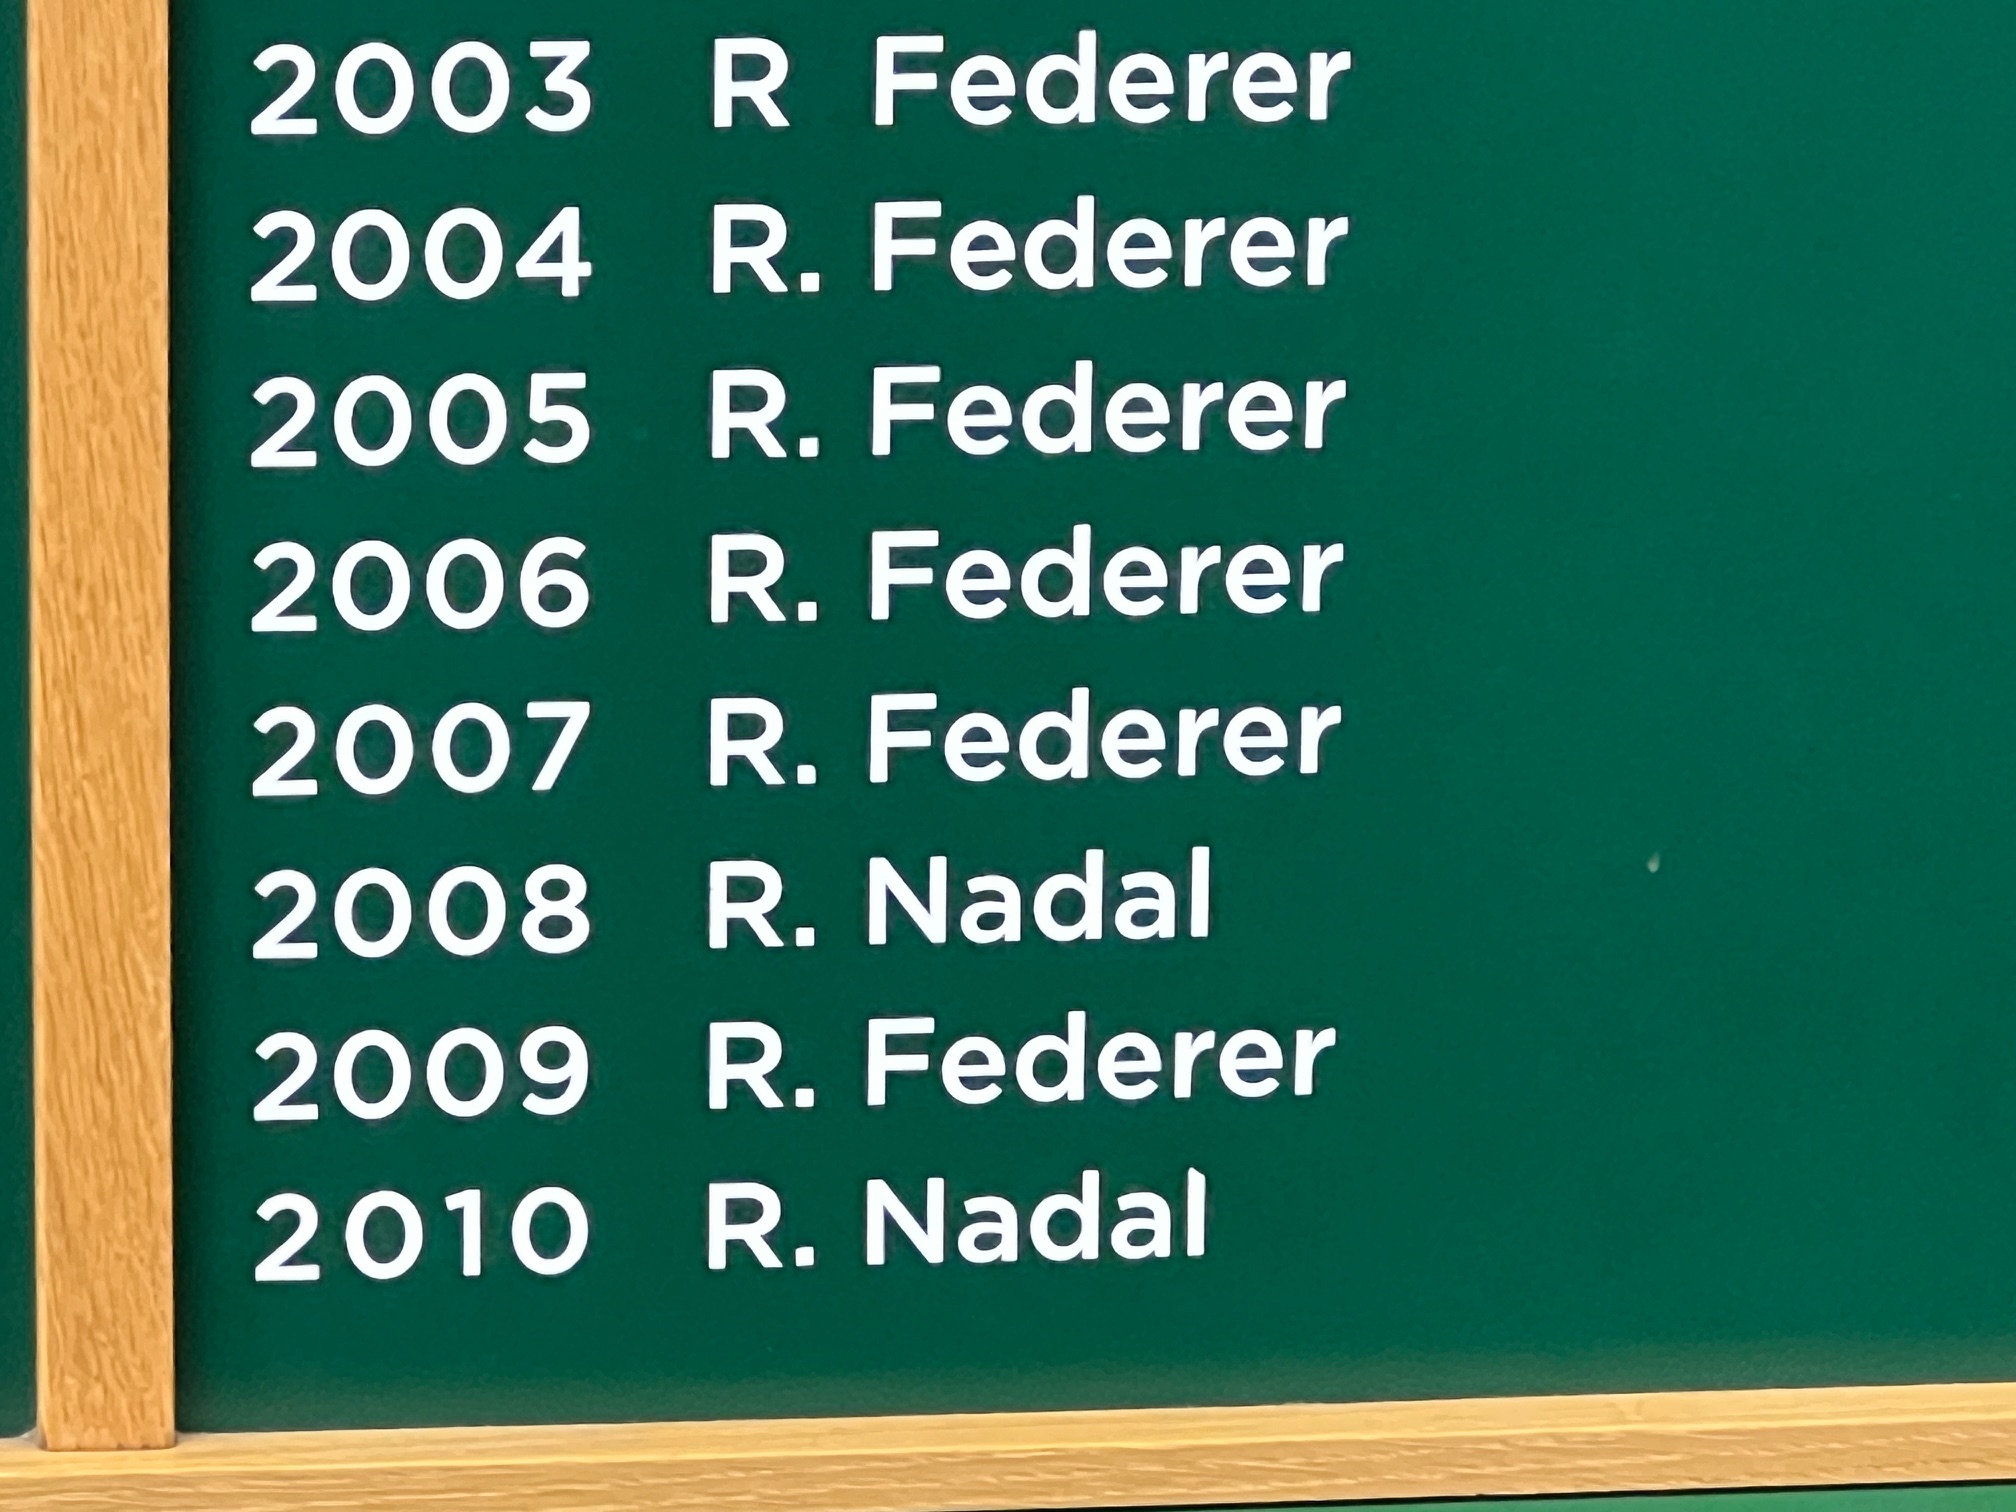 2003 R Federer
2004 R. Federer
2005 R. Federer
2006 R. Federer
2007 R. Federer
2008 R. Nadal
2009 R. Federer
2010 R. Nadal